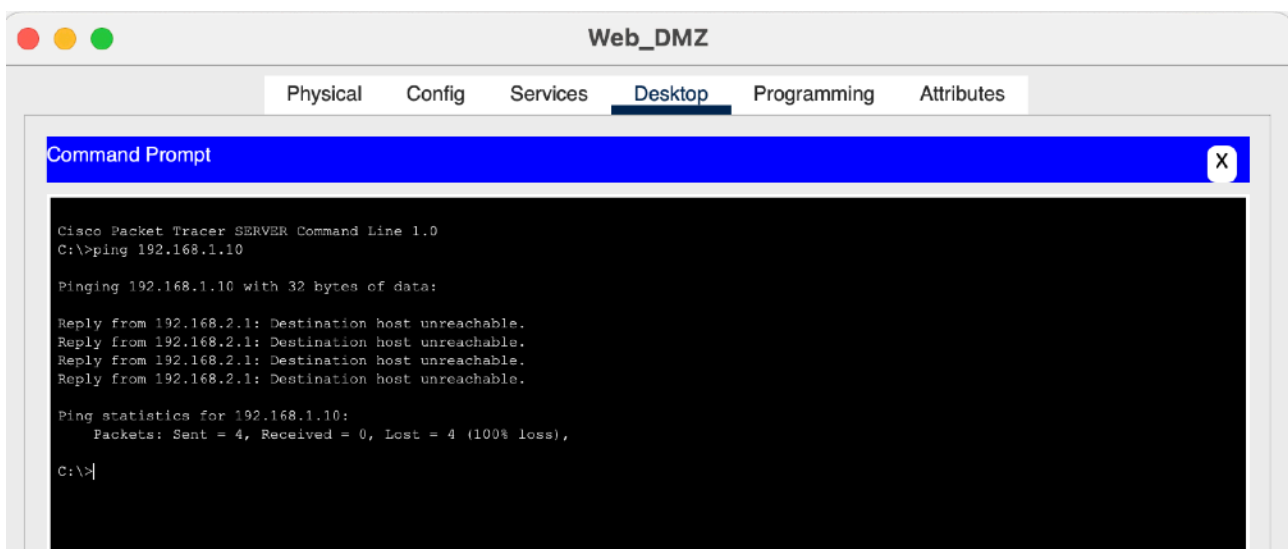 Web_DMZ
Physical Config Services Desktop Programming Attributes
Command Prompt
X
Cisco Packet Tracer SERVER Command Line 1.0
C:\>ping 192.168.1.10
Pinging 192.168.1.10 with 32 bytes of data:
Reply from 192.168.2.1: Destination host unreachable.
Reply from 192.168.2.1: Destination host unreachable.
Reply from 192.168.2.1: Destination host unreachable.
Reply from 192.168.2.1: Destination host unreachable.
Ping statistics for 192.168.1.10:
Packets: Sent = 4, Received = 0, Lost = 4 (100% loss),
C:\>